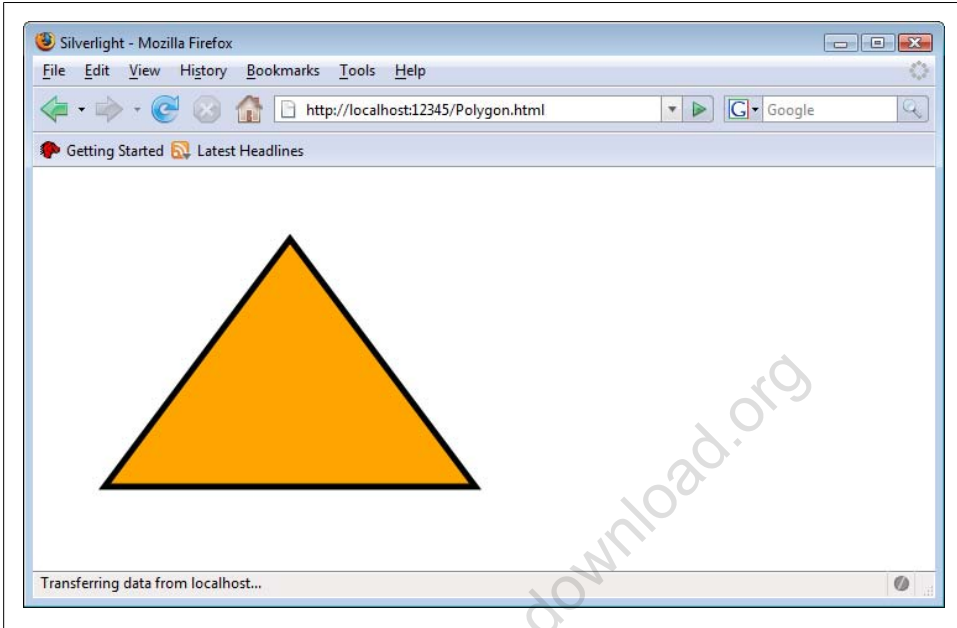 Silverlight - Mozilla Firefox
File Edit View History Bookmarks Tools Help
http://localhost:12345/Polygon.html
G Google
Getting Started Latest Headlines
download.org
Transferring data from localhost...